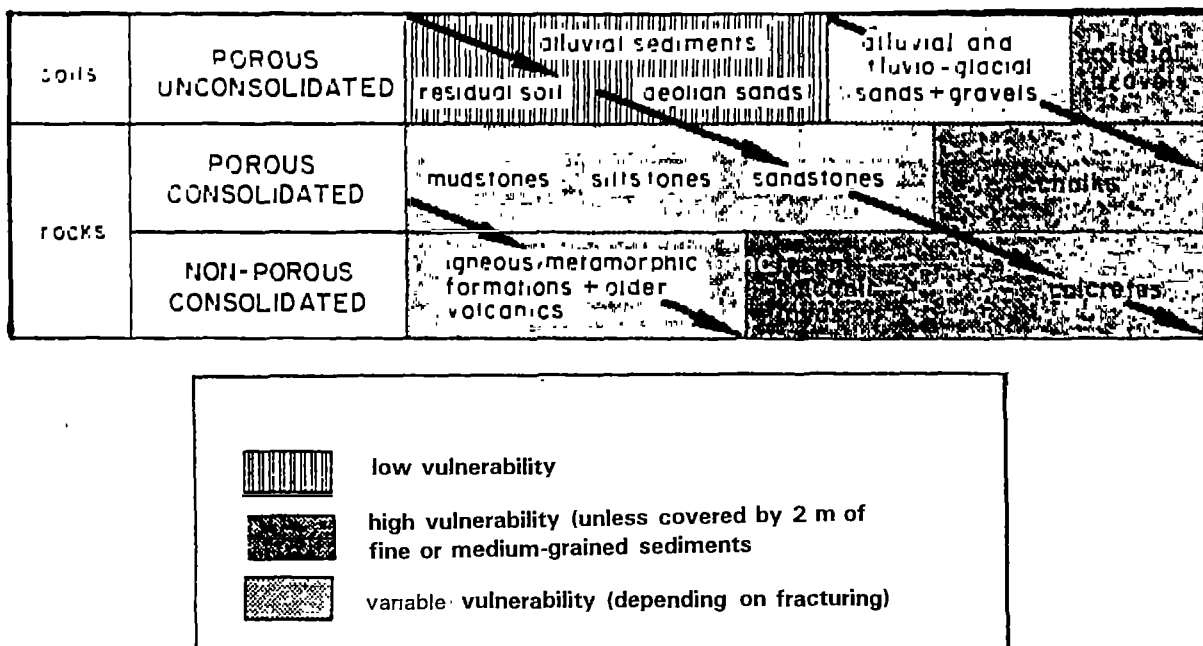 soils
POROUS
UNCONSOLIDATED
alluvial sediments
residual soil
aeolian sands
alluvial and
fluvio-glacial
sands + gravels
rocks
POROUS
CONSOLIDATED
mudstones
siltstones
sandstones
chalks
NON-POROUS
CONSOLIDATED
igneous/metamorphic
formations + older
volcanics
calcretes
low vulnerability
high vulnerability (unless covered by 2 m of
fine or medium-grained sediments
variable vulnerability (depending on fracturing)